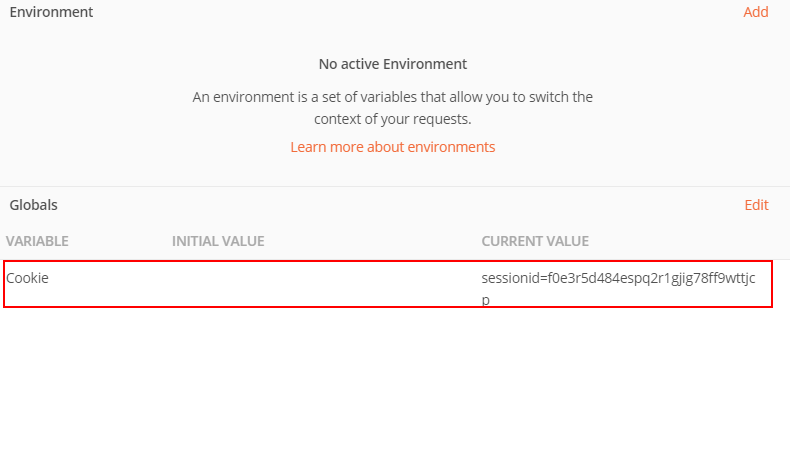 Environment Add
No active Environment
An environment is a set of variables that allow you to switch the
context of your requests.
Learn more about environments
Globals Edit
VARIABLE INITIAL VALUE CURRENT VALUE
Cookie sessionid=f0e3r5d484espq2r1gjig78ff9wttjc
p